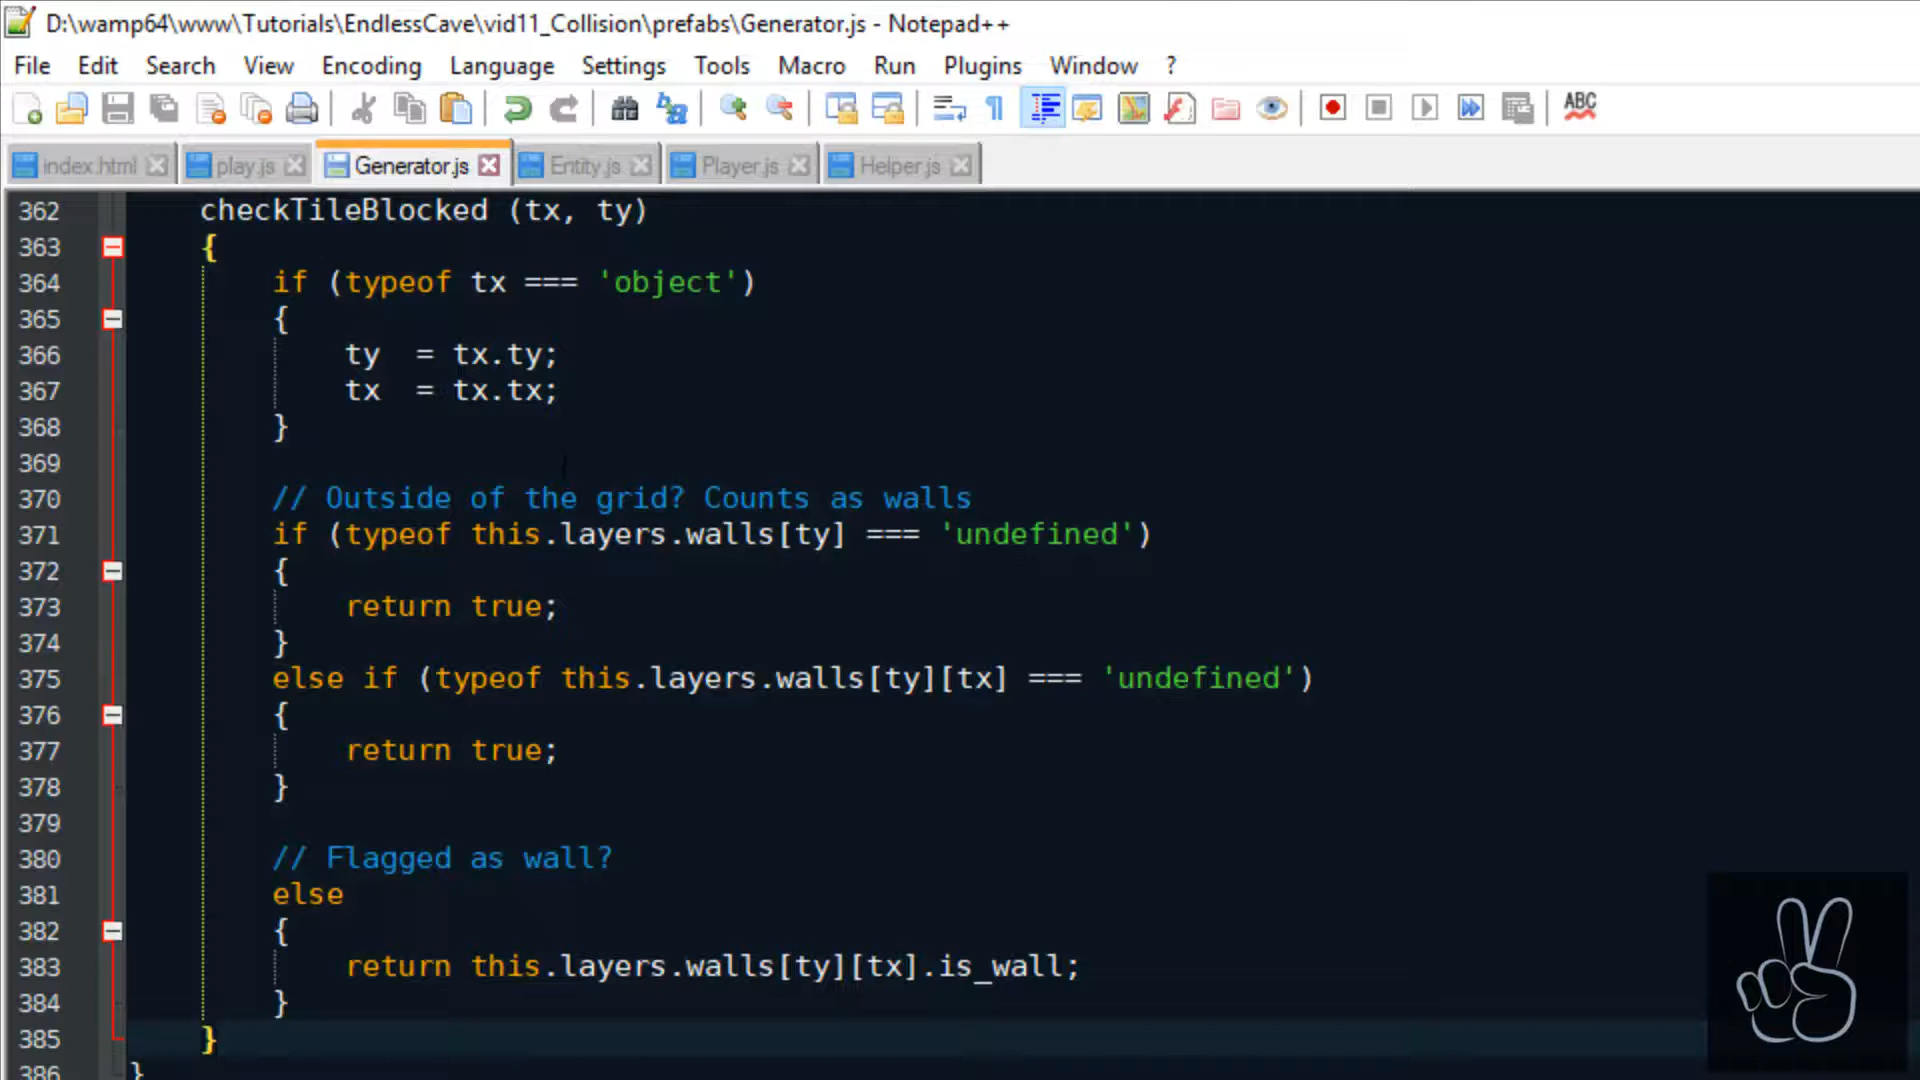 D:\wamp64\www\Tutorials\EndlessCave\vid11_Collision\prefabs\Generator.js - Notepad++
File Edit Search View Encoding Language Settings Tools Macro Run Plugins Window ?
ABC
index.html play.js Generator.js Entity.js Player.js Helper.js
362 checkTileBlocked (tx, ty)
363 {
364 if (typeof tx === 'object')
365 {
366 ty = tx.ty;
367 tx = tx.tx;
368 }
369
370 // Outside of the grid? Counts as walls
371 if (typeof this.layers.walls[ty] === 'undefined')
372 {
373 return true;
374 }
375 else if (typeof this.layers.walls[ty][tx] === 'undefined')
376 {
377 return true;
378 }
379
380 // Flagged as wall?
381 else
382 {
383 return this.layers.walls[ty][tx].is_wall;
384 }
385 }
386 }